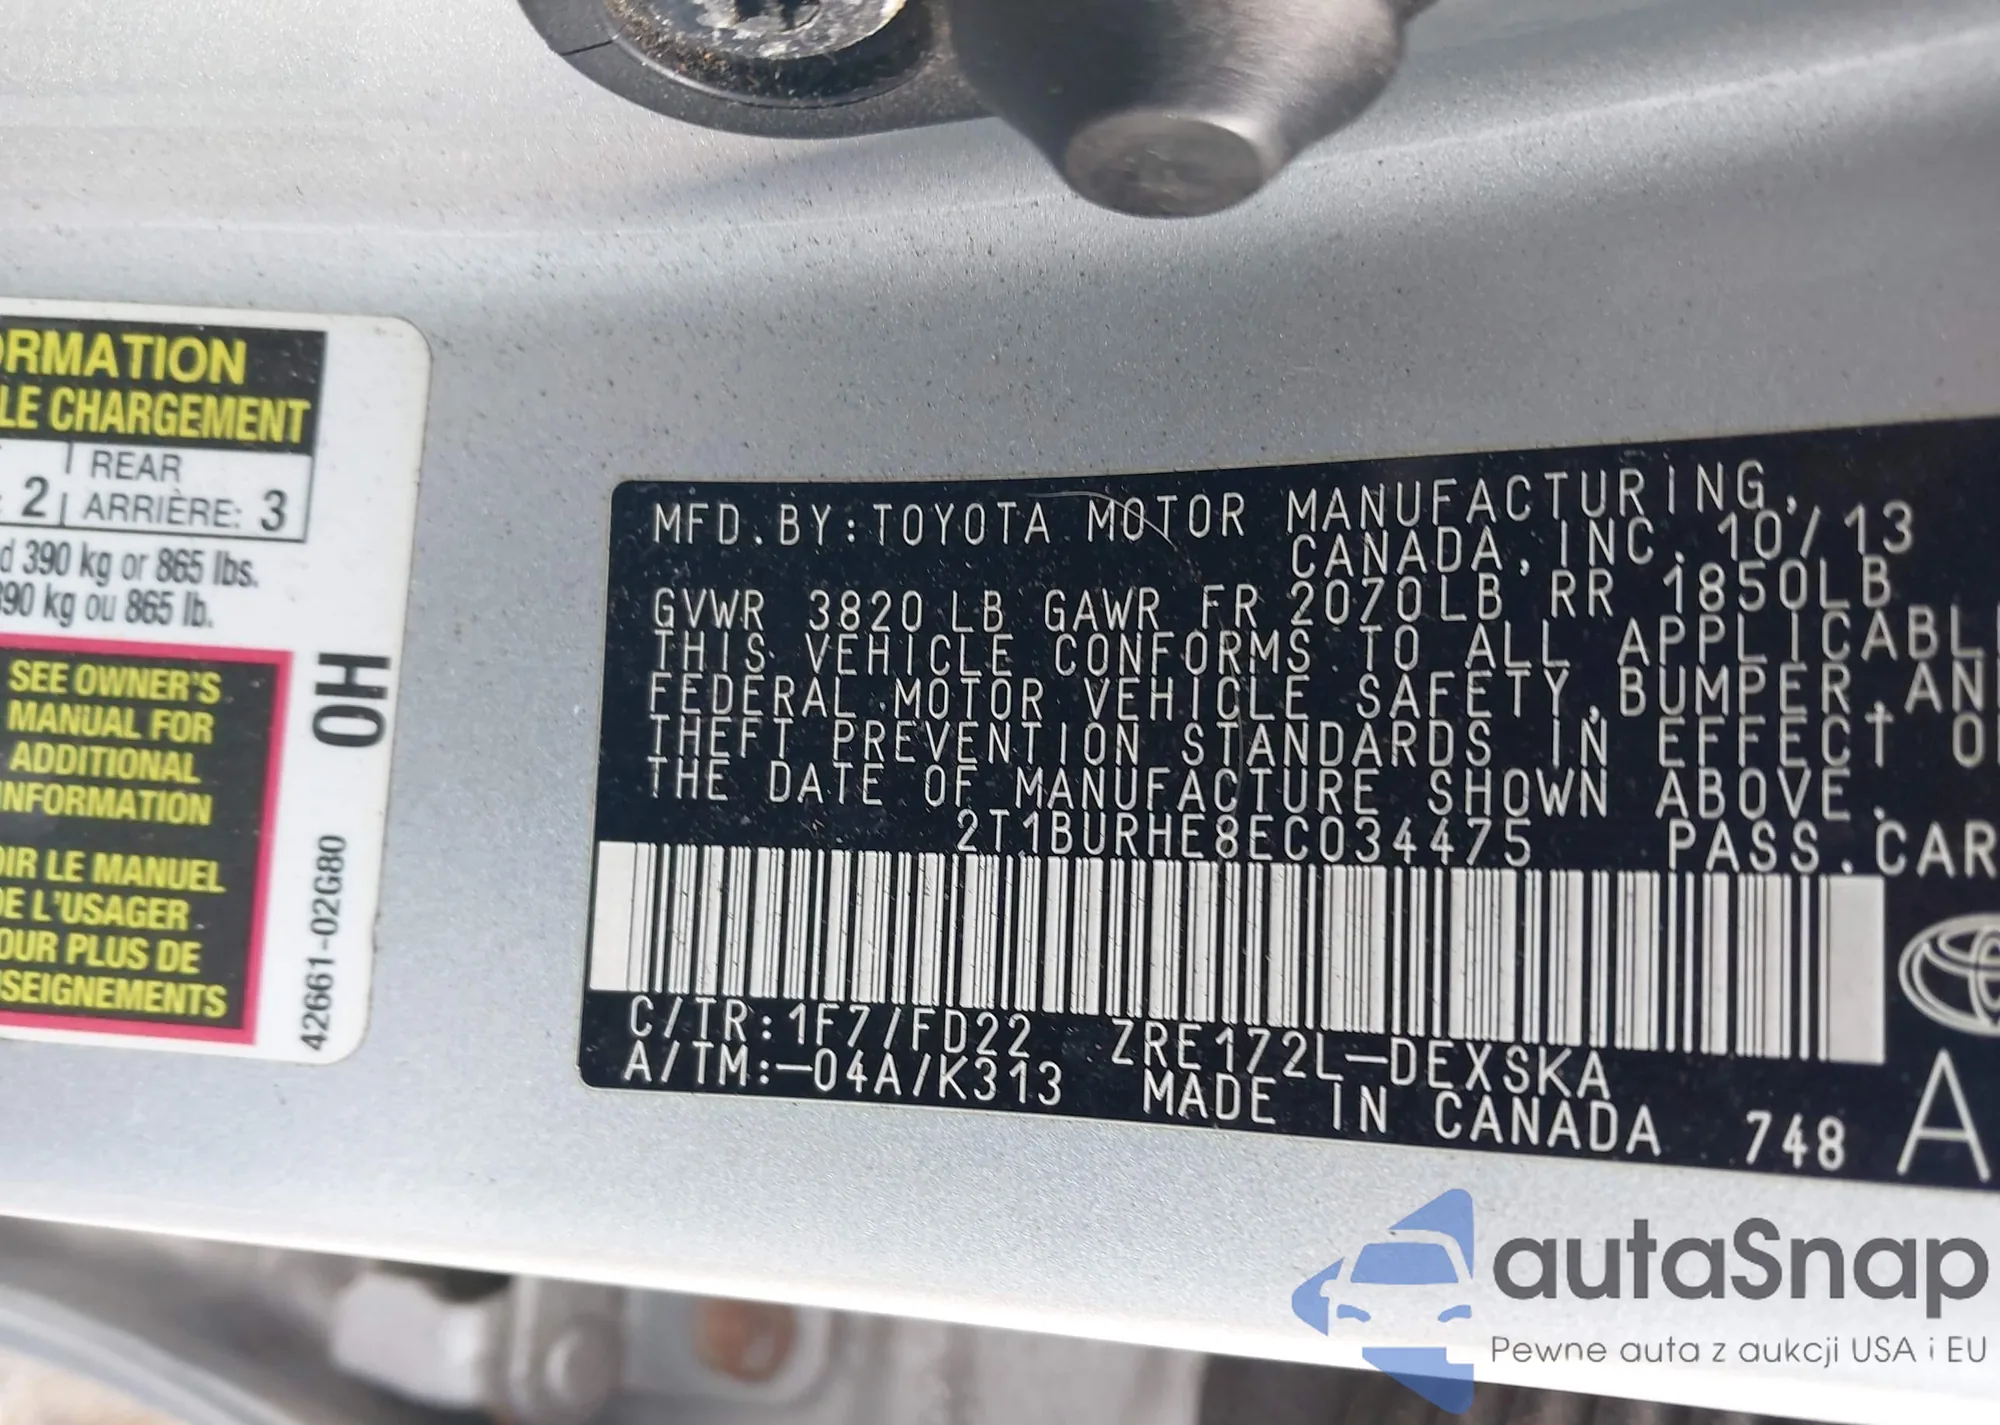 ORMATION
LE CHARGEMENT
2 REAR
ARRIÈRE: 3
d 390 kg or 865 lbs.
390 kg ou 865 lb.
SEE OWNER'S
MANUAL FOR
ADDITIONAL
INFORMATION
OIR LE MANUEL
DE L'USAGER
OUR PLUS DE
SEIGNEMENTS
OH
42661-02G80
MFD.BY:TOYOTA MOTOR MANUFACTURING,
CANADA,INC. 10/13
GVWR 3820LB GAWR FR 2070LB RR 1850LB
THIS VEHICLE CONFORMS TO ALL APPLICABL
FEDERAL MOTOR VEHICLE SAFETY,BUMPER,AN
THEFT PREVENTION STANDARDS IN EFFECT O
THE DATE OF MANUFACTURE SHOWN ABOVE.
2T1BURHE8EC034475 PASS.CAR
C/TR:1F7/FD22 ZRE172L-DEXSKA
A/TM:-04A/K313 MADE IN CANADA 748 A
autaSnap
Pewne auta z aukcji USA i EU